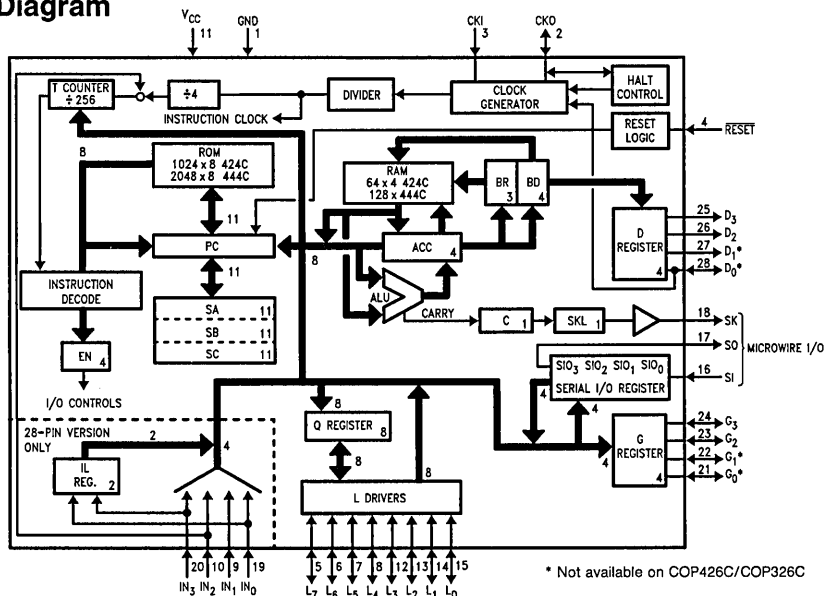 Diagram
VCC 11
GND 1
CKI 3
CKO 2
T COUNTER
÷256
÷4
DIVIDER
CLOCK
GENERATOR
HALT
CONTROL
INSTRUCTION CLOCK
RESET
LOGIC
4 RESET
8
ROM
1024 x 8 424C
2048 x 8 444C
RAM
64 x 4 424C
128 x 444C
BR 3
BD 4
11
PC
8
ACC 4
D
REGISTER
4
25 D3
26 D2
27 D1*
28 D0*
11
INSTRUCTION
DECODE
SA 11
SB 11
SC 11
ALU
CARRY
C 1
SKL 1
18 SK
17 SO
16 SI
MICROWIRE I/O
EN 4
I/O CONTROLS
SIO3 SIO2 SIO1 SIO0
SERIAL I/O REGISTER
4
4
28-PIN VERSION
ONLY
2
4
IL
REG. 2
8
Q REGISTER 8
8
8
L DRIVERS
4
G
REGISTER
4
24 G3
23 G2
22 G1*
21 G0*
20 10 9 19
IN3 IN2 IN1 IN0
5 6 7 8 12 13 14 15
L7 L6 L5 L4 L3 L2 L1 L0
* Not available on COP426C/COP326C